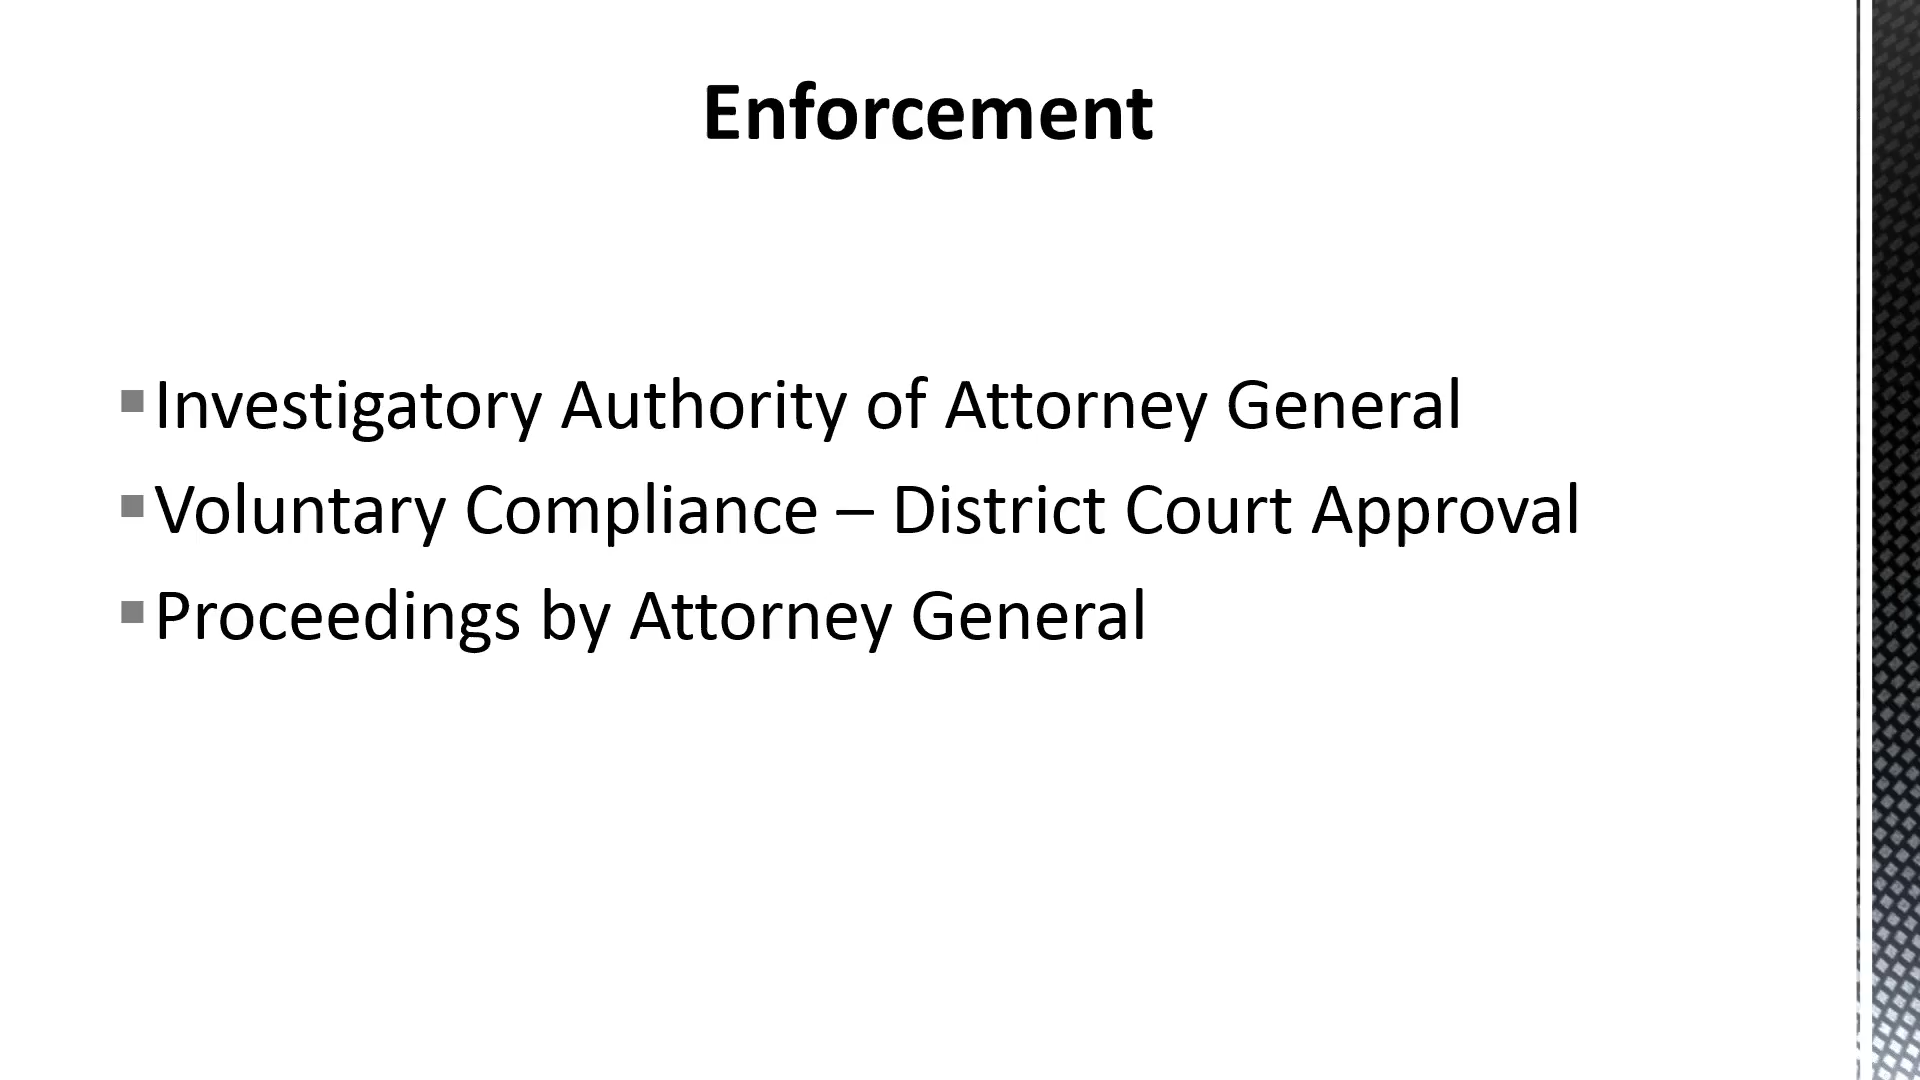 Enforcement
Investigatory Authority of Attorney General
Voluntary Compliance – District Court Approval
Proceedings by Attorney General